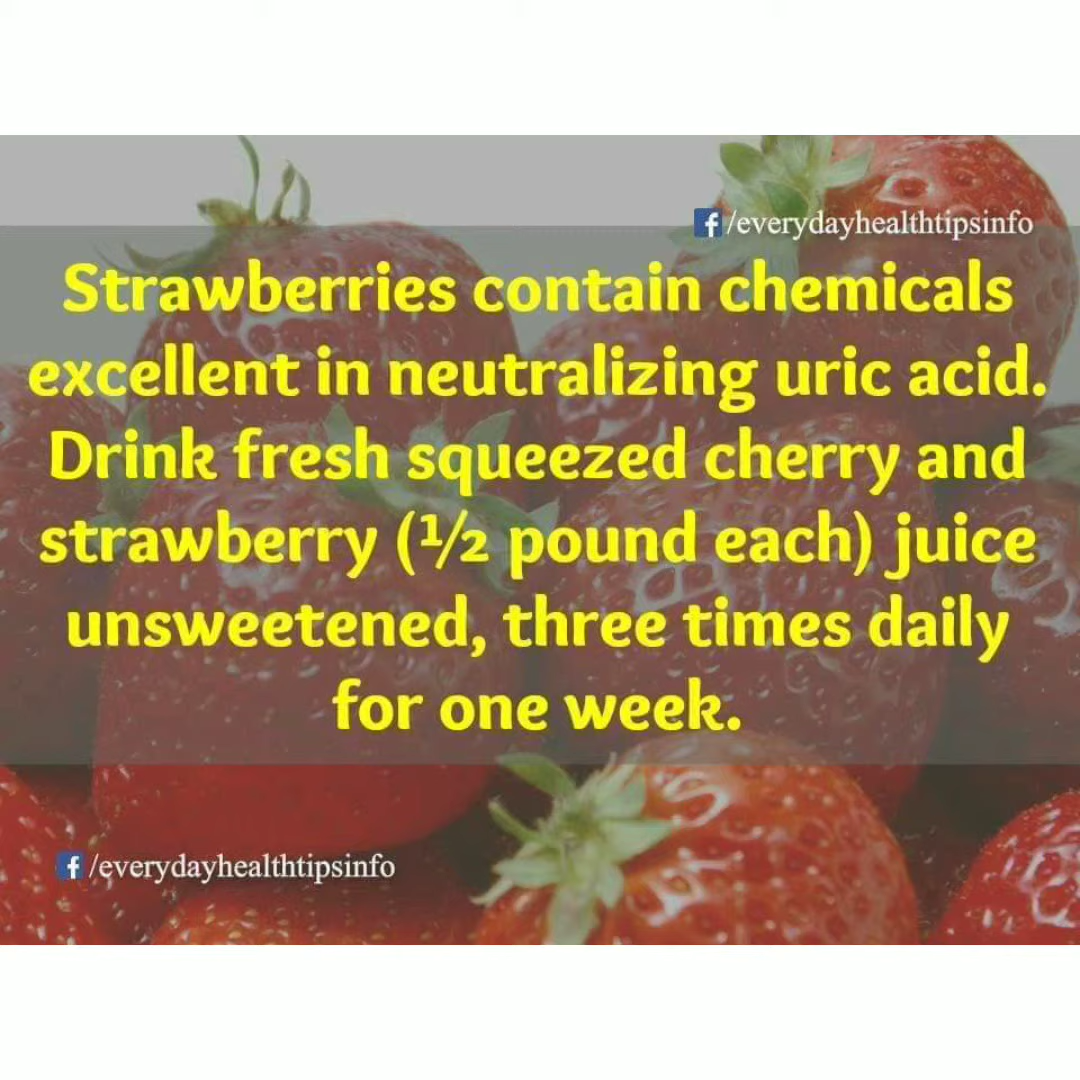 /everydayhealthtipsinfo
Strawberries contain chemicals
excellent in neutralizing uric acid.
Drink fresh squeezed cherry and
strawberry (½ pound each) juice
unsweetened, three times daily
for one week.
/everydayhealthtipsinfo